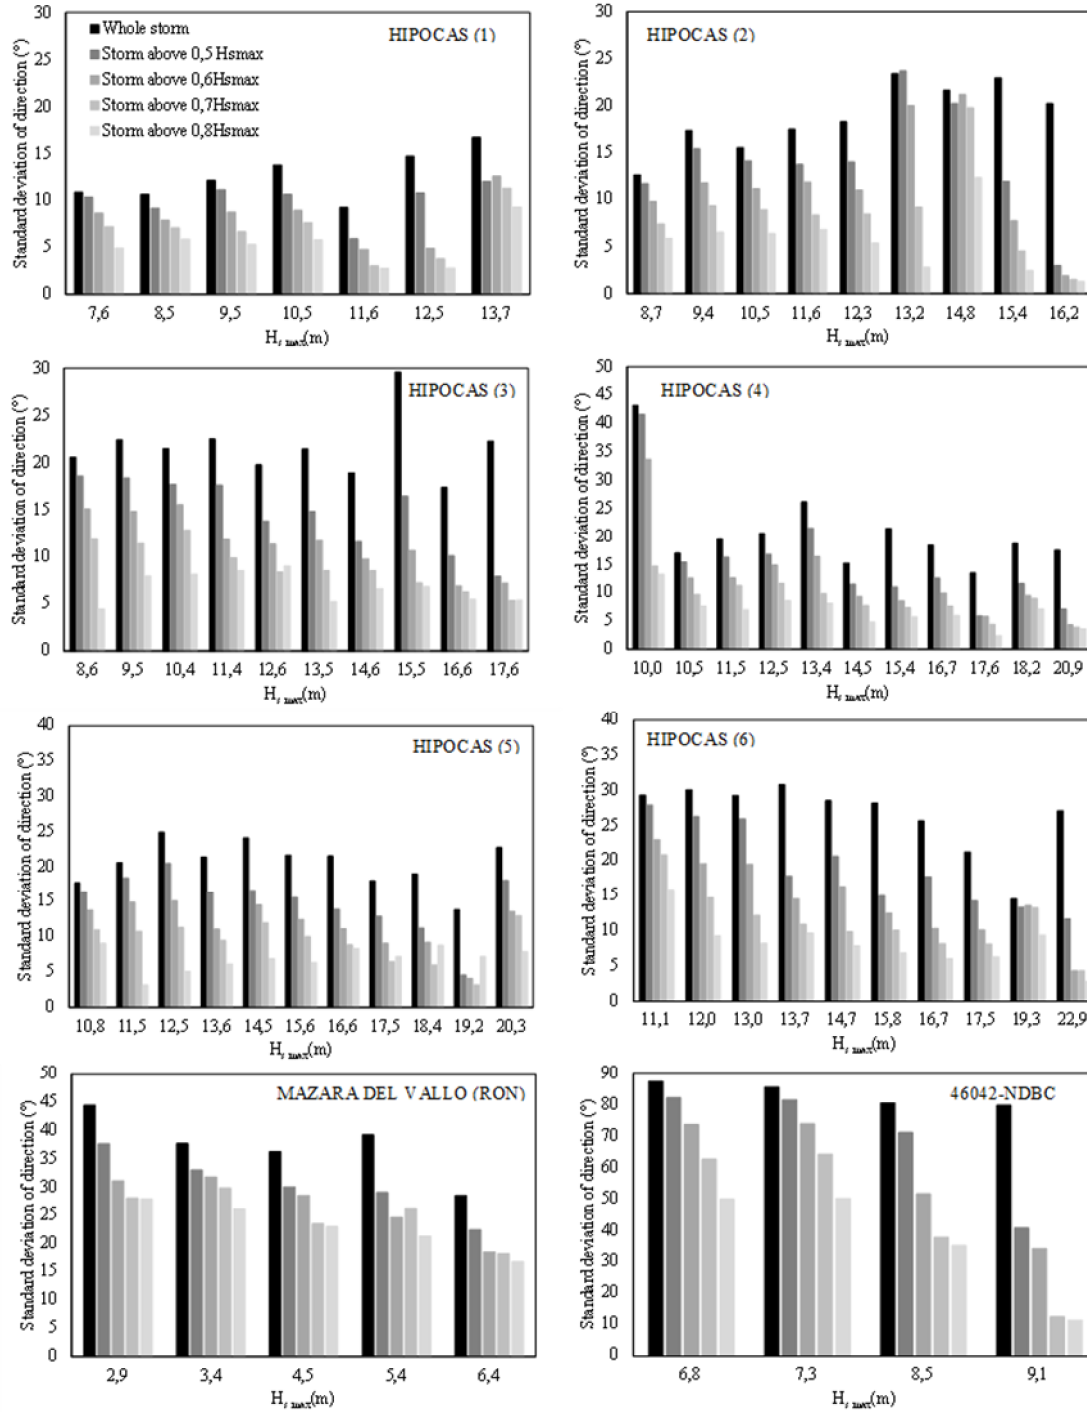 Standard deviation of direction (°)
30
25
20
15
10
5
0
HIPOCAS (1)
Whole storm
Storm above 0,5 Hsmax
Storm above 0,6Hsmax
Storm above 0,7Hsmax
Storm above 0,8Hsmax
7,6 8,5 9,5 10,5 11,6 12,5 13,7
Hs max(m)
Standard deviation of direction (°)
30
25
20
15
10
5
0
HIPOCAS (2)
8,7 9,4 10,5 11,6 12,3 13,2 14,8 15,4 16,2
Hs max(m)
Standard deviation of direction (°)
30
25
20
15
10
5
0
HIPOCAS (3)
8,6 9,5 10,4 11,4 12,6 13,5 14,6 15,5 16,6 17,6
Hs max(m)
Standard deviation of direction (°)
50
45
40
35
30
25
20
15
10
5
0
HIPOCAS (4)
10,0 10,5 11,5 12,5 13,4 14,5 15,4 16,7 17,6 18,2 20,9
Hs max(m)
Standard deviation of direction (°)
40
35
30
25
20
15
10
5
0
HIPOCAS (5)
10,8 11,5 12,5 13,6 14,5 15,6 16,6 17,5 18,4 19,2 20,3
Hs max(m)
Standard deviation of direction (°)
40
35
30
25
20
15
10
5
0
HIPOCAS (6)
11,1 12,0 13,0 13,7 14,7 15,8 16,7 17,5 19,3 22,9
Hs max(m)
Standard deviation of direction (°)
50
45
40
35
30
25
20
15
10
5
0
MAZARA DEL VALLO (RON)
2,9 3,4 4,5 5,4 6,4
Hs max(m)
Standard deviation of direction (°)
90
80
70
60
50
40
30
20
10
0
46042-NDBC
6,8 7,3 8,5 9,1
Hs max(m)